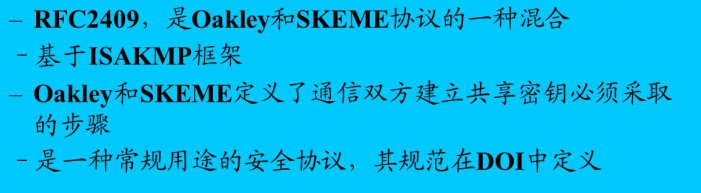 – RFC2409，是Oakley和SKEME协议的一种混合
– 基于ISAKMP框架
– Oakley和SKEME定义了通信双方建立共享密钥必须采取
的步骤
– 是一种常规用途的安全协议，其规范在DOI中定义